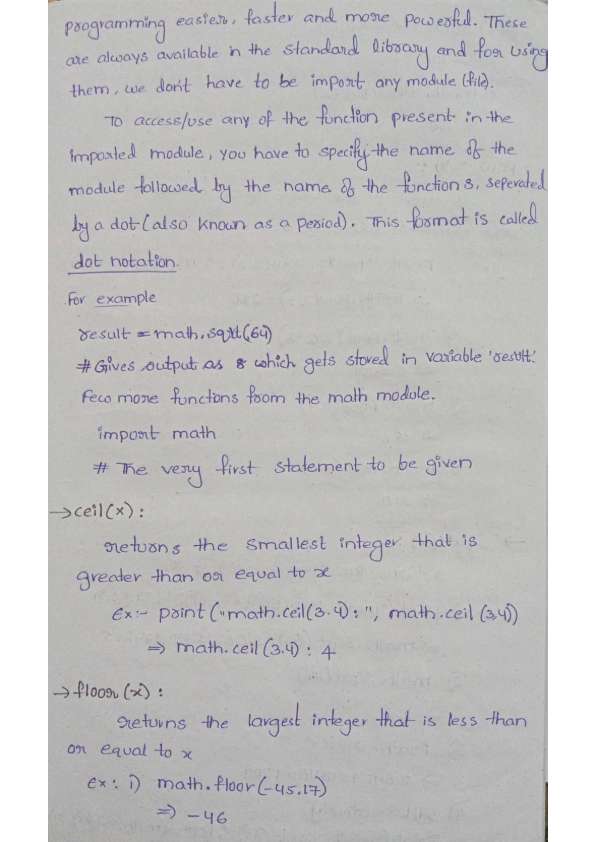 programming easier, faster and more powerful. These
are always available in the standard library and for using
them, we don't have to be import any module (file).
To access/use any of the function present in the
imported module, you have to specify the name of the
module followed by the name of the functions, seperated
by a dot (also known as a period). This format is called
dot notation.
For example
result = math.sqrt(64)
# Gives output as 8 which gets stored in variable 'result'.
Few more functions from the math module.
import math
# The very first statement to be given
→ceil(x):
returns the smallest integer that is
greater than or equal to x
Ex:- print("math.ceil(3.4):", math.ceil(3.4))
⇒ math.ceil(3.4): 4
→floor(x):
returns the largest integer that is less than
or equal to x
ex: i) math.floor(-45.17)
⇒ -46